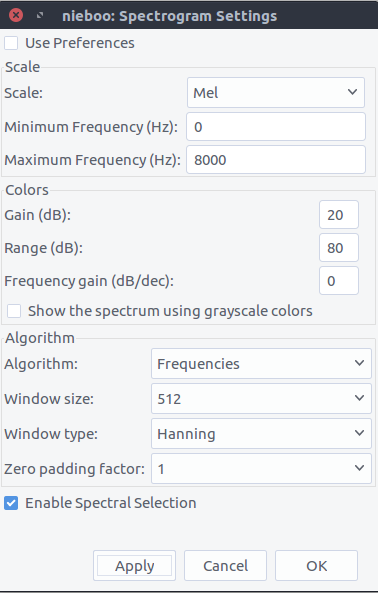 nieboo: Spectrogram Settings
Use Preferences
Scale
Scale: Mel
Minimum Frequency (Hz): 0
Maximum Frequency (Hz): 8000
Colors
Gain (dB): 20
Range (dB): 80
Frequency gain (dB/dec): 0
Show the spectrum using grayscale colors
Algorithm
Algorithm: Frequencies
Window size: 512
Window type: Hanning
Zero padding factor: 1
Enable Spectral Selection
Apply Cancel OK